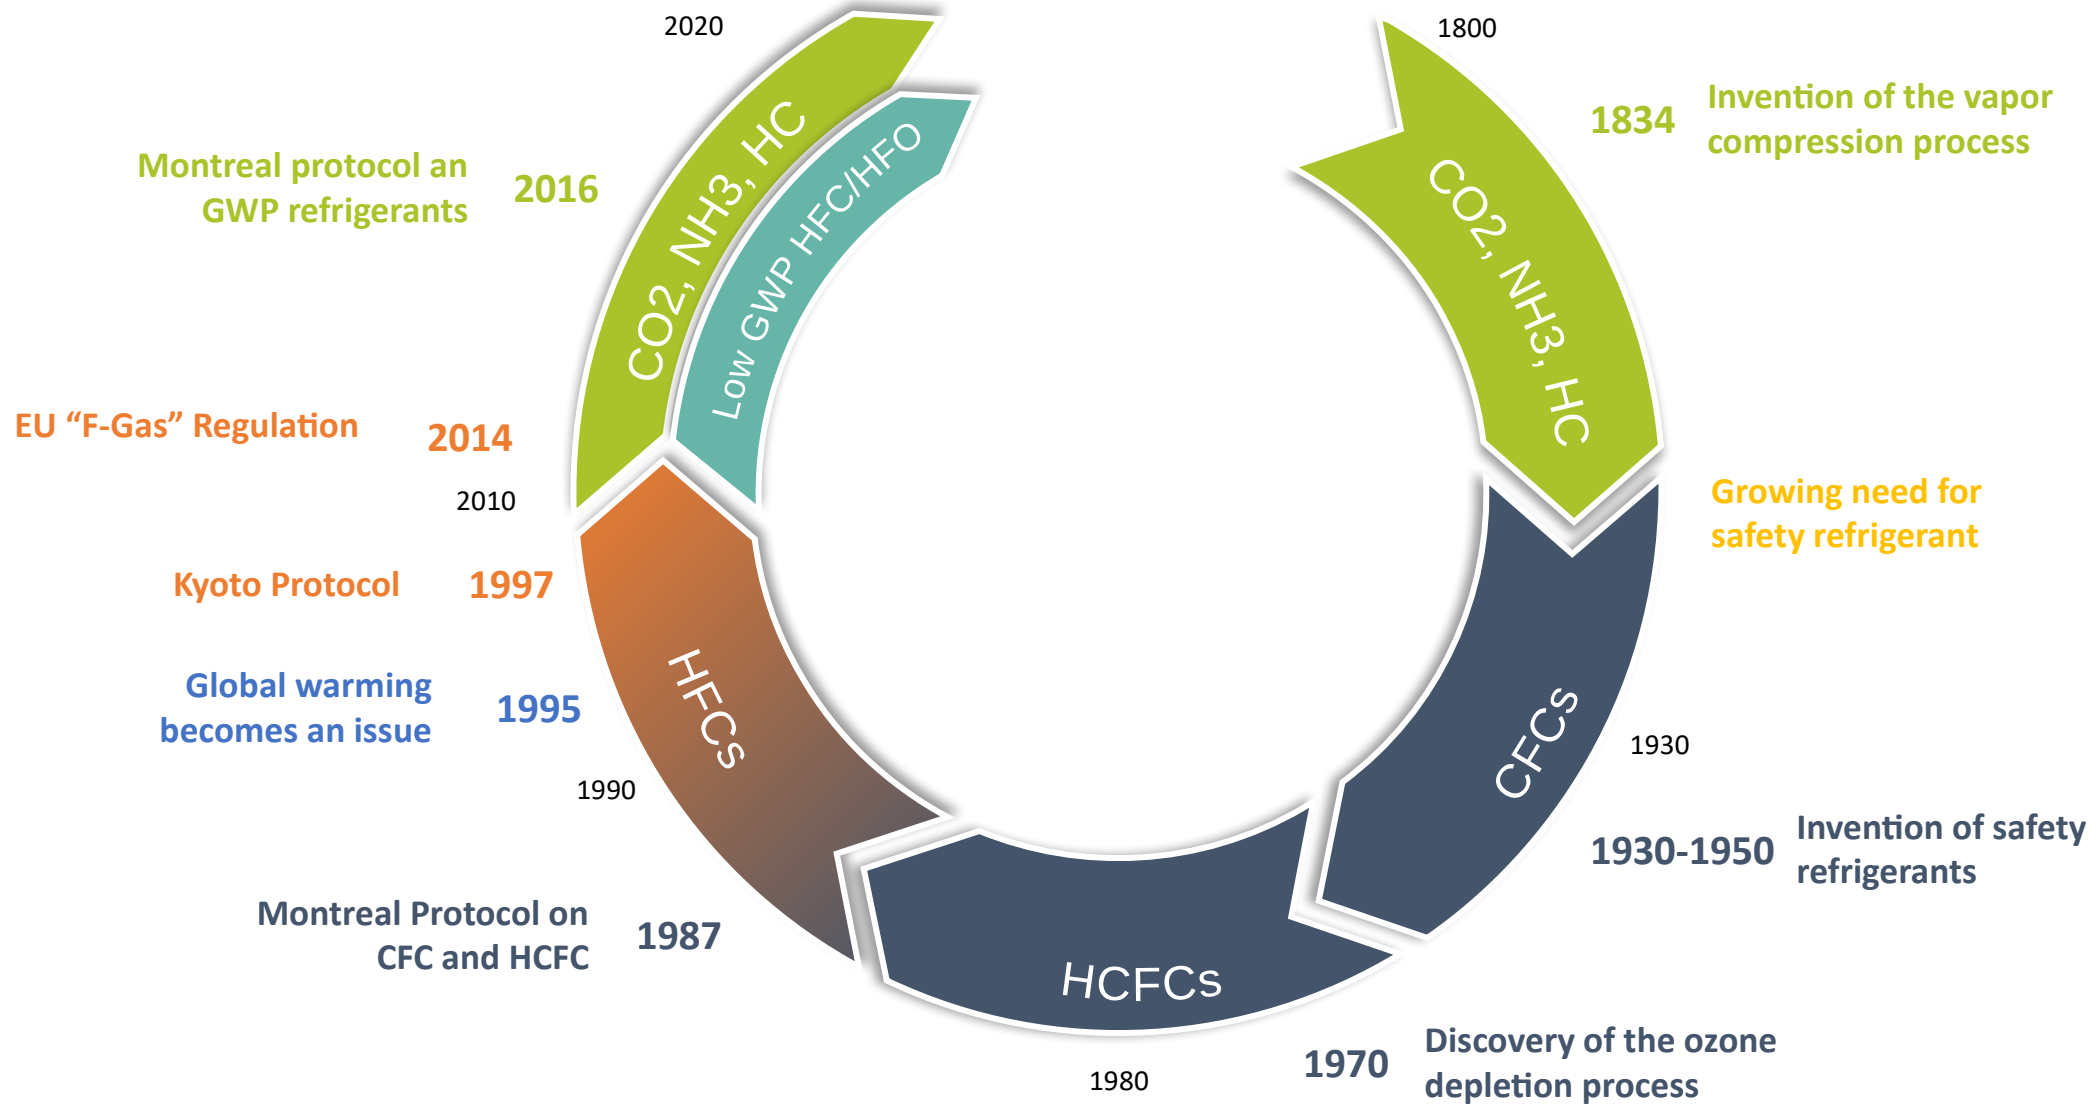 1800
1834
Invention of the vapor
compression process
CO2, NH3, HC
Growing need for
safety refrigerant
CFCs
1930
1930-1950
Invention of safety
refrigerants
1970
Discovery of the ozone
depletion process
HCFCs
1980
Montreal Protocol on
CFC and HCFC
1987
HFCs
1990
Global warming
becomes an issue
1995
Kyoto Protocol
1997
2010
EU “F-Gas” Regulation
2014
CO2, NH3, HC
Low GWP HFC/HFO
Montreal protocol an
GWP refrigerants
2016
2020